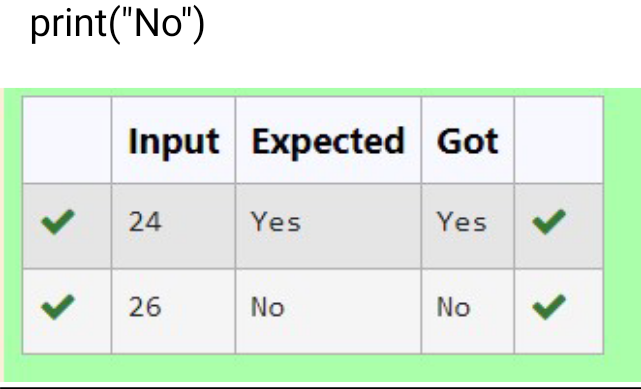 print("No")
Input Expected Got
24 Yes Yes
26 No No